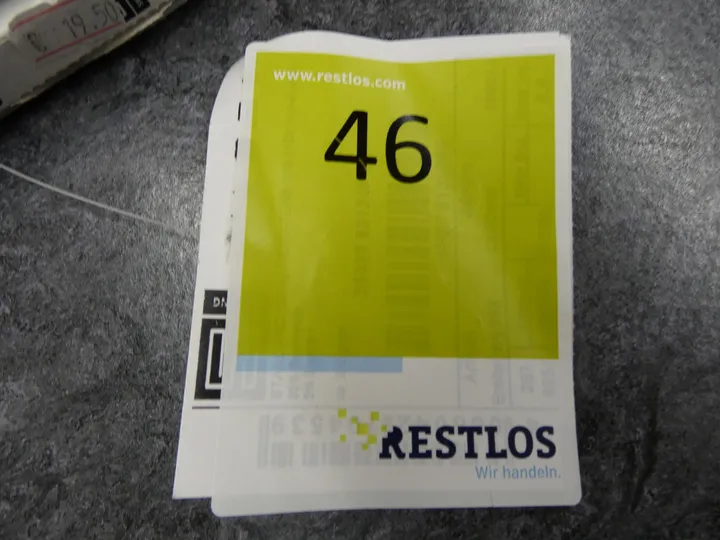 € 19.50
www.restlos.com
46
RESTLOS
Wir handeln.